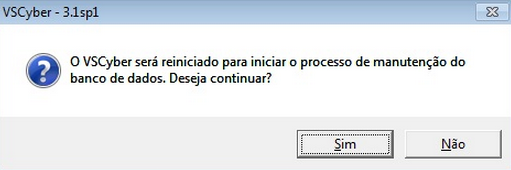 VSCyber - 3.1sp1
O VSCyber será reiniciado para iniciar o processo de manutenção do
banco de dados. Deseja continuar?
Sim
Não